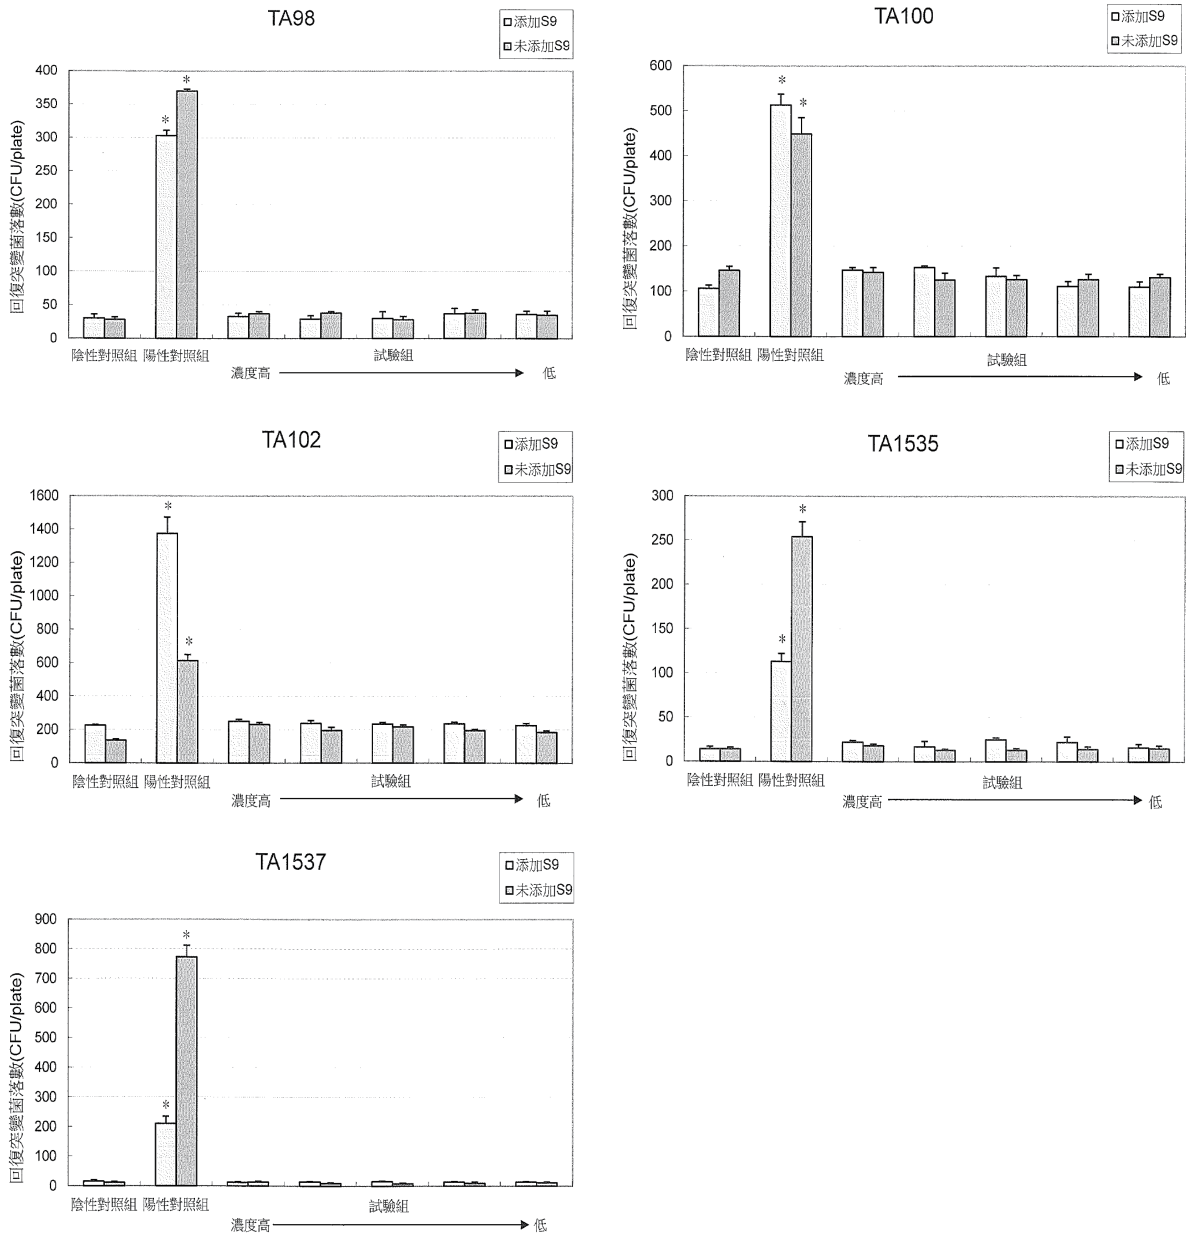 TA98
□添加S9
□未添加S9
回復突變菌落數(CFU/plate)
400
350
300
250
200
150
100
50
0
*
*
陰性對照組 陽性對照組 試驗組
濃度高 低
TA100
□添加S9
□未添加S9
回復突變菌落數(CFU/plate)
600
500
400
300
200
100
0
*
*
陰性對照組 陽性對照組 試驗組
濃度高 低
TA102
□添加S9
□未添加S9
回復突變菌落數(CFU/plate)
1600
1400
1200
1000
800
600
400
200
0
*
*
陰性對照組 陽性對照組 試驗組
濃度高 低
TA1535
□添加S9
□未添加S9
回復突變菌落數(CFU/plate)
300
250
200
150
100
50
0
*
*
陰性對照組 陽性對照組 試驗組
濃度高 低
TA1537
□添加S9
□未添加S9
回復突變菌落數(CFU/plate)
900
800
700
600
500
400
300
200
100
0
*
*
陰性對照組 陽性對照組 試驗組
濃度高 低